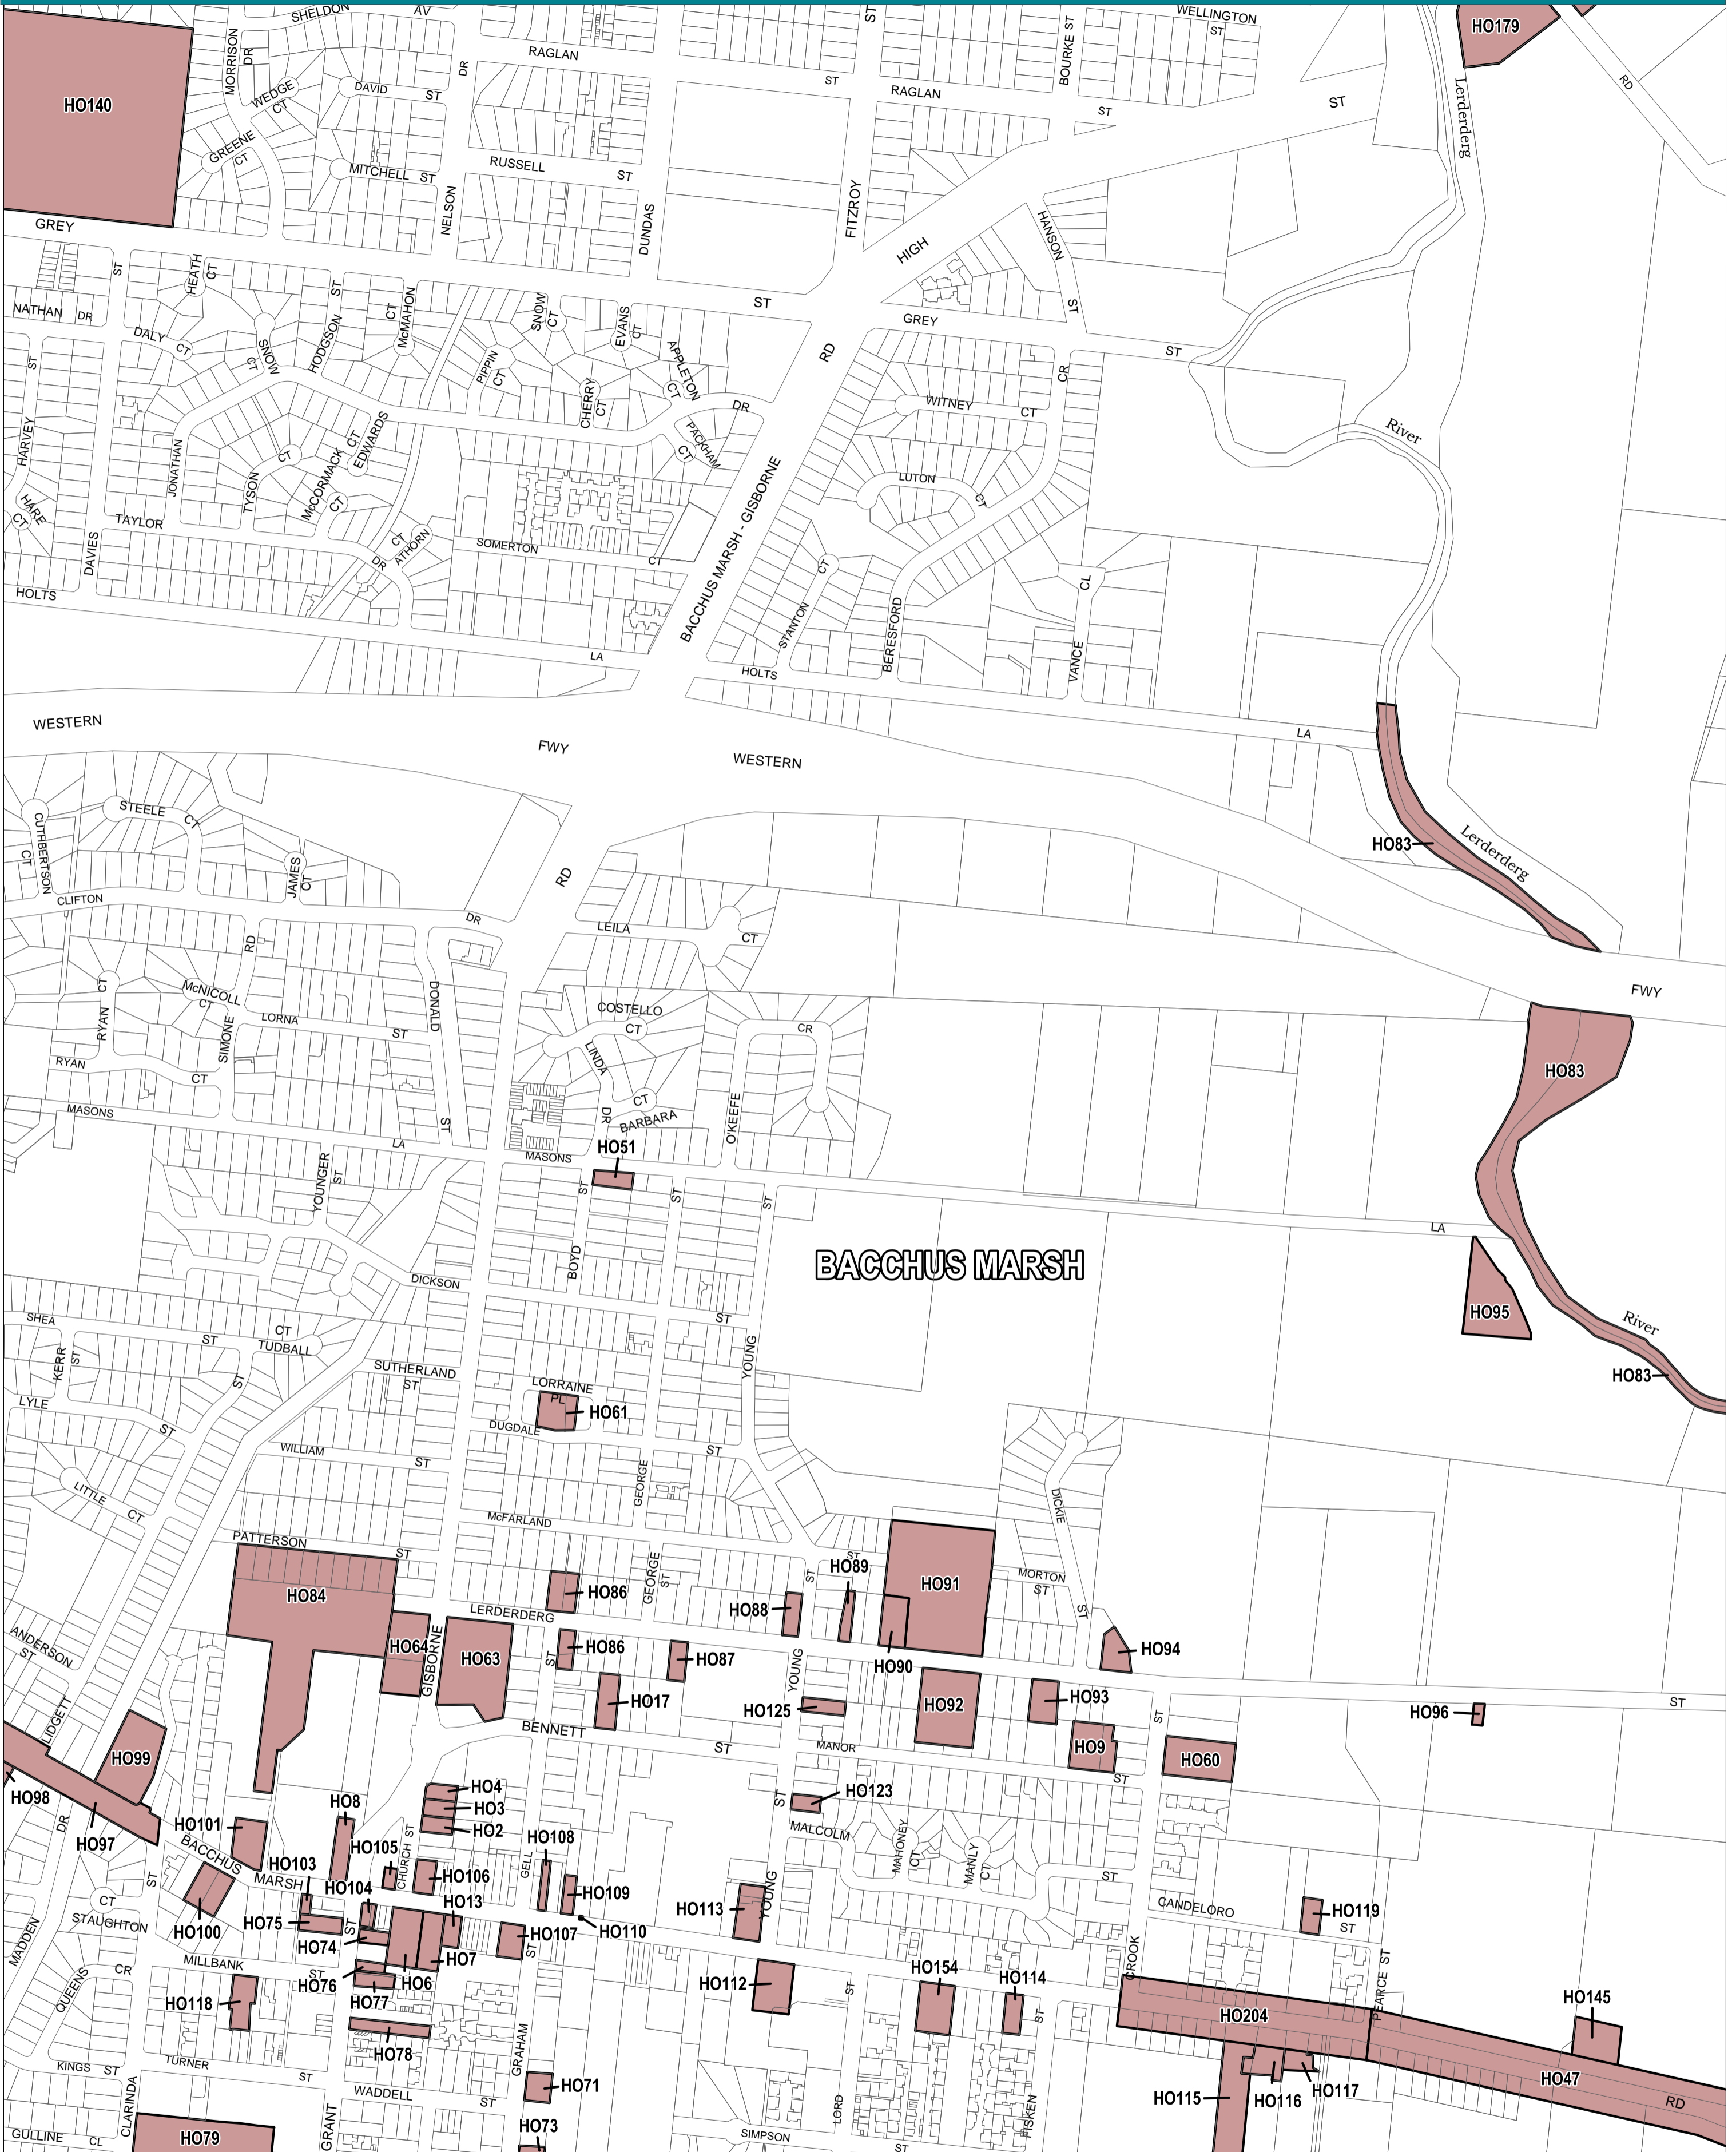 SHELDON
AV
ST
WELLINGTON
ST
HO179
MORRISON
DR
RAGLAN
DR
BOURKE ST
HO140
WEDGE
CT
DAVID
ST
ST
RAGLAN
ST
ST
RD
Lerderderg
GREENE
CT
MITCHELL ST
RUSSELL
ST
NELSON
DUNDAS
FITZROY
HIGH
HANSON
ST
GREY
ST
HEATH
CT
ST
CT
McMAHON
SNOW
CT
EVANS
CT
ST
GREY
ST
NATHAN DR
DALY CT
SNOW
CT
HODGSON
PIPPIN
CT
CHERRY
CT
APPLETON
CT
DR
RD
WITNEY
CT
CR
ST
HARVEY
JONATHAN
TYSON
CT
McCORMACK
CT
EDWARDS
CT
PACKHAM
CT
LUTON
CT
River
HARE
CT
TAYLOR
DAVIES
DR
CT
ATHORN
SOMERTON
CT
BACCHUS MARSH - GISBORNE
STANTON
CT
BERESFORD
VANCE
CL
HOLTS
LA
HOLTS
LA
WESTERN
FWY
WESTERN
CUTHBERTSON
CT
STEELE
CT
JAMES
CT
HO83
Lerderderg
CLIFTON
DR
RD
LEILA
CT
RD
McNICOLL
CT
RYAN CT
SIMONE
LORNA
ST
DONALD
ST
COSTELLO
CT
LINDA
DR
CR
FWY
HO83
RYAN
CT
MASONS
LA
CT
BARBARA
O'KEEFE
HO51
MASONS
YOUNGER
ST
ST
ST
ST
LA
BOYD
DICKSON
ST
BACCHUS MARSH
HO95
River
HO83
SHEA
ST
CT
TUDBALL
KERR
ST
ST
SUTHERLAND
ST
YOUNG
LYLE
ST
LORRAINE
PL
HO61
DUGDALE
ST
WILLIAM
ST
GEORGE
LITTLE
CT
McFARLAND
ST
DICKIE
ST
PATTERSON
ST
HO84
HO86
GEORGE
ST
ST
HO89
HO91
MORTON
ST
LERDERDERG
HO88
HO64
GISBORNE
HO63
ST
HO86
HO87
HO90
HO94
ANDERSON
ST
YOUNG
HO17
HO125
HO92
HO93
ST
HO96
ST
LIDGETT
HO99
BENNETT
ST
MANOR
ST
HO9
HO60
HO98
DR
HO97
HO4
HO3
HO2
HO8
HO123
ST
MALCOLM
ST
MAHONEY
CT
MANLY
CT
HO101
BACCHUS
MARSH
HO103
HO105
CHURCH ST
HO106
HO108
GELL
HO104
HO13
HO109
HO110
HO113
YOUNG
CANDELORO
ST
HO119
ST
CT
HO100
STAUGHTON
MADDEN
HO75
ST
HO74
HO107
ST
HO7
HO6
MILLBANK
ST
CR
QUEENS
HO76
HO77
HO118
HO78
HO112
ST
HO154
HO114
ST
CROOK
PEARCE ST
HO204
HO145
KINGS ST
TURNER
ST
WADDELL
ST
GRAHAM
HO71
HO115
HO116
HO117
HO47
RD
CLARINDA
GULLINE
CL
HO79
GRANT
HO73
LORD
FISKEN
SIMPSON
ST